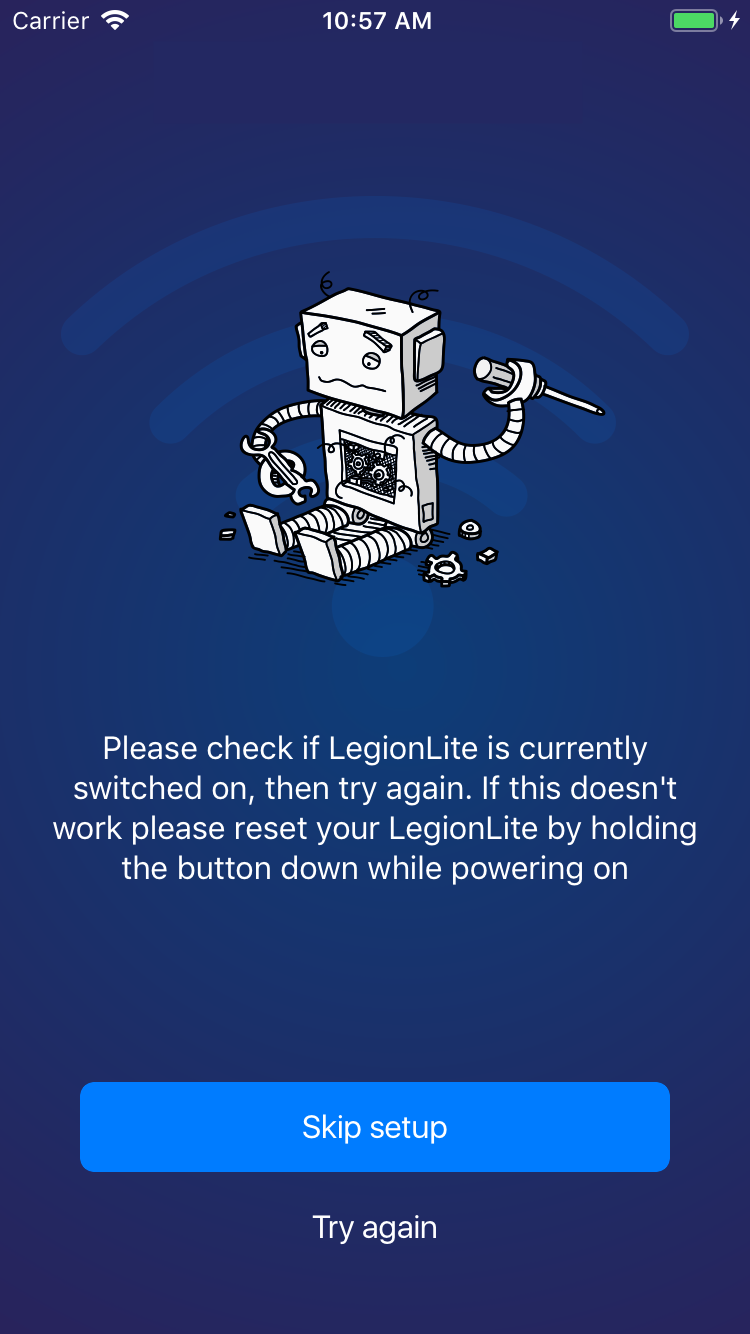 Carrier
10:57 AM
Please check if LegionLite is currently
switched on, then try again. If this doesn't
work please reset your LegionLite by holding
the button down while powering on
Skip setup
Try again